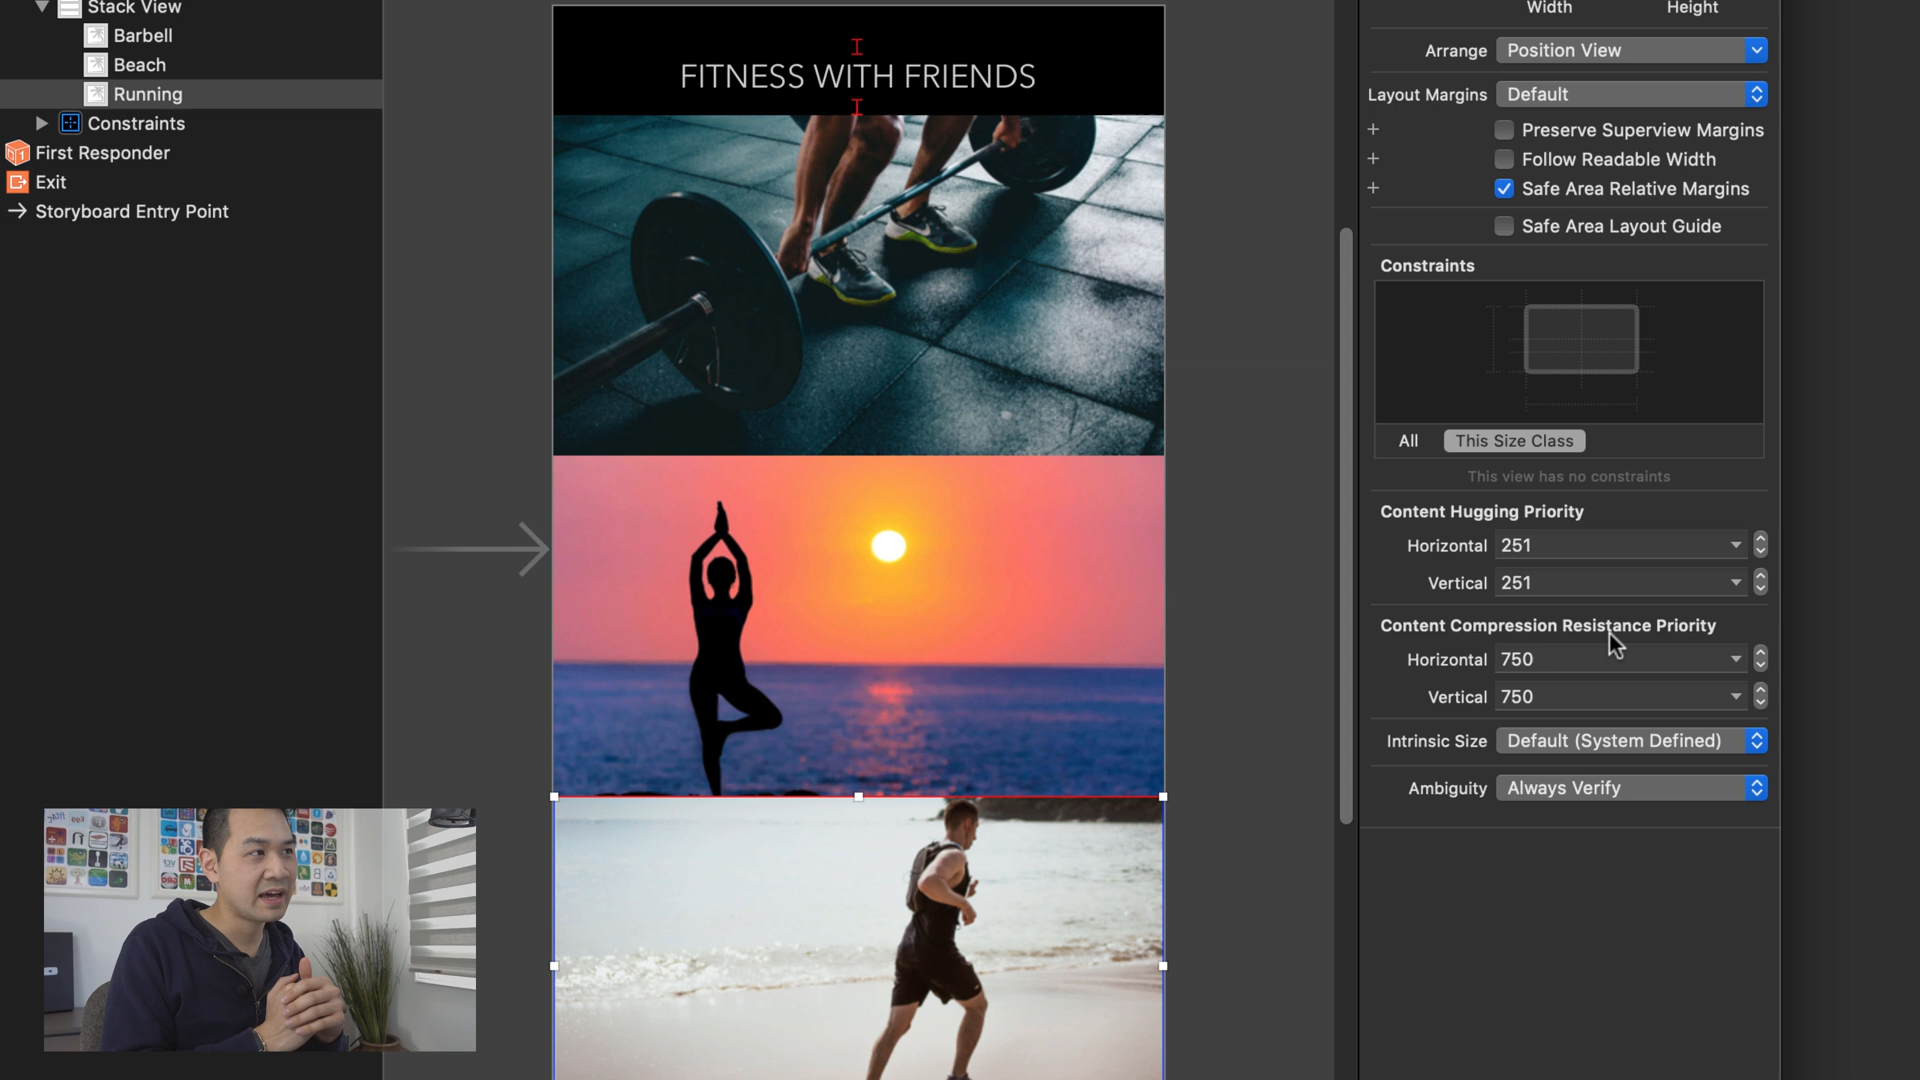 Stack View
Barbell
Beach
Running
Constraints
First Responder
Exit
Storyboard Entry Point
FITNESS WITH FRIENDS
Width Height
Arrange Position View
Layout Margins Default
Preserve Superview Margins
Follow Readable Width
Safe Area Relative Margins
Safe Area Layout Guide
Constraints
All This Size Class
This view has no constraints
Content Hugging Priority
Horizontal 251
Vertical 251
Content Compression Resistance Priority
Horizontal 750
Vertical 750
Intrinsic Size Default (System Defined)
Ambiguity Always Verify